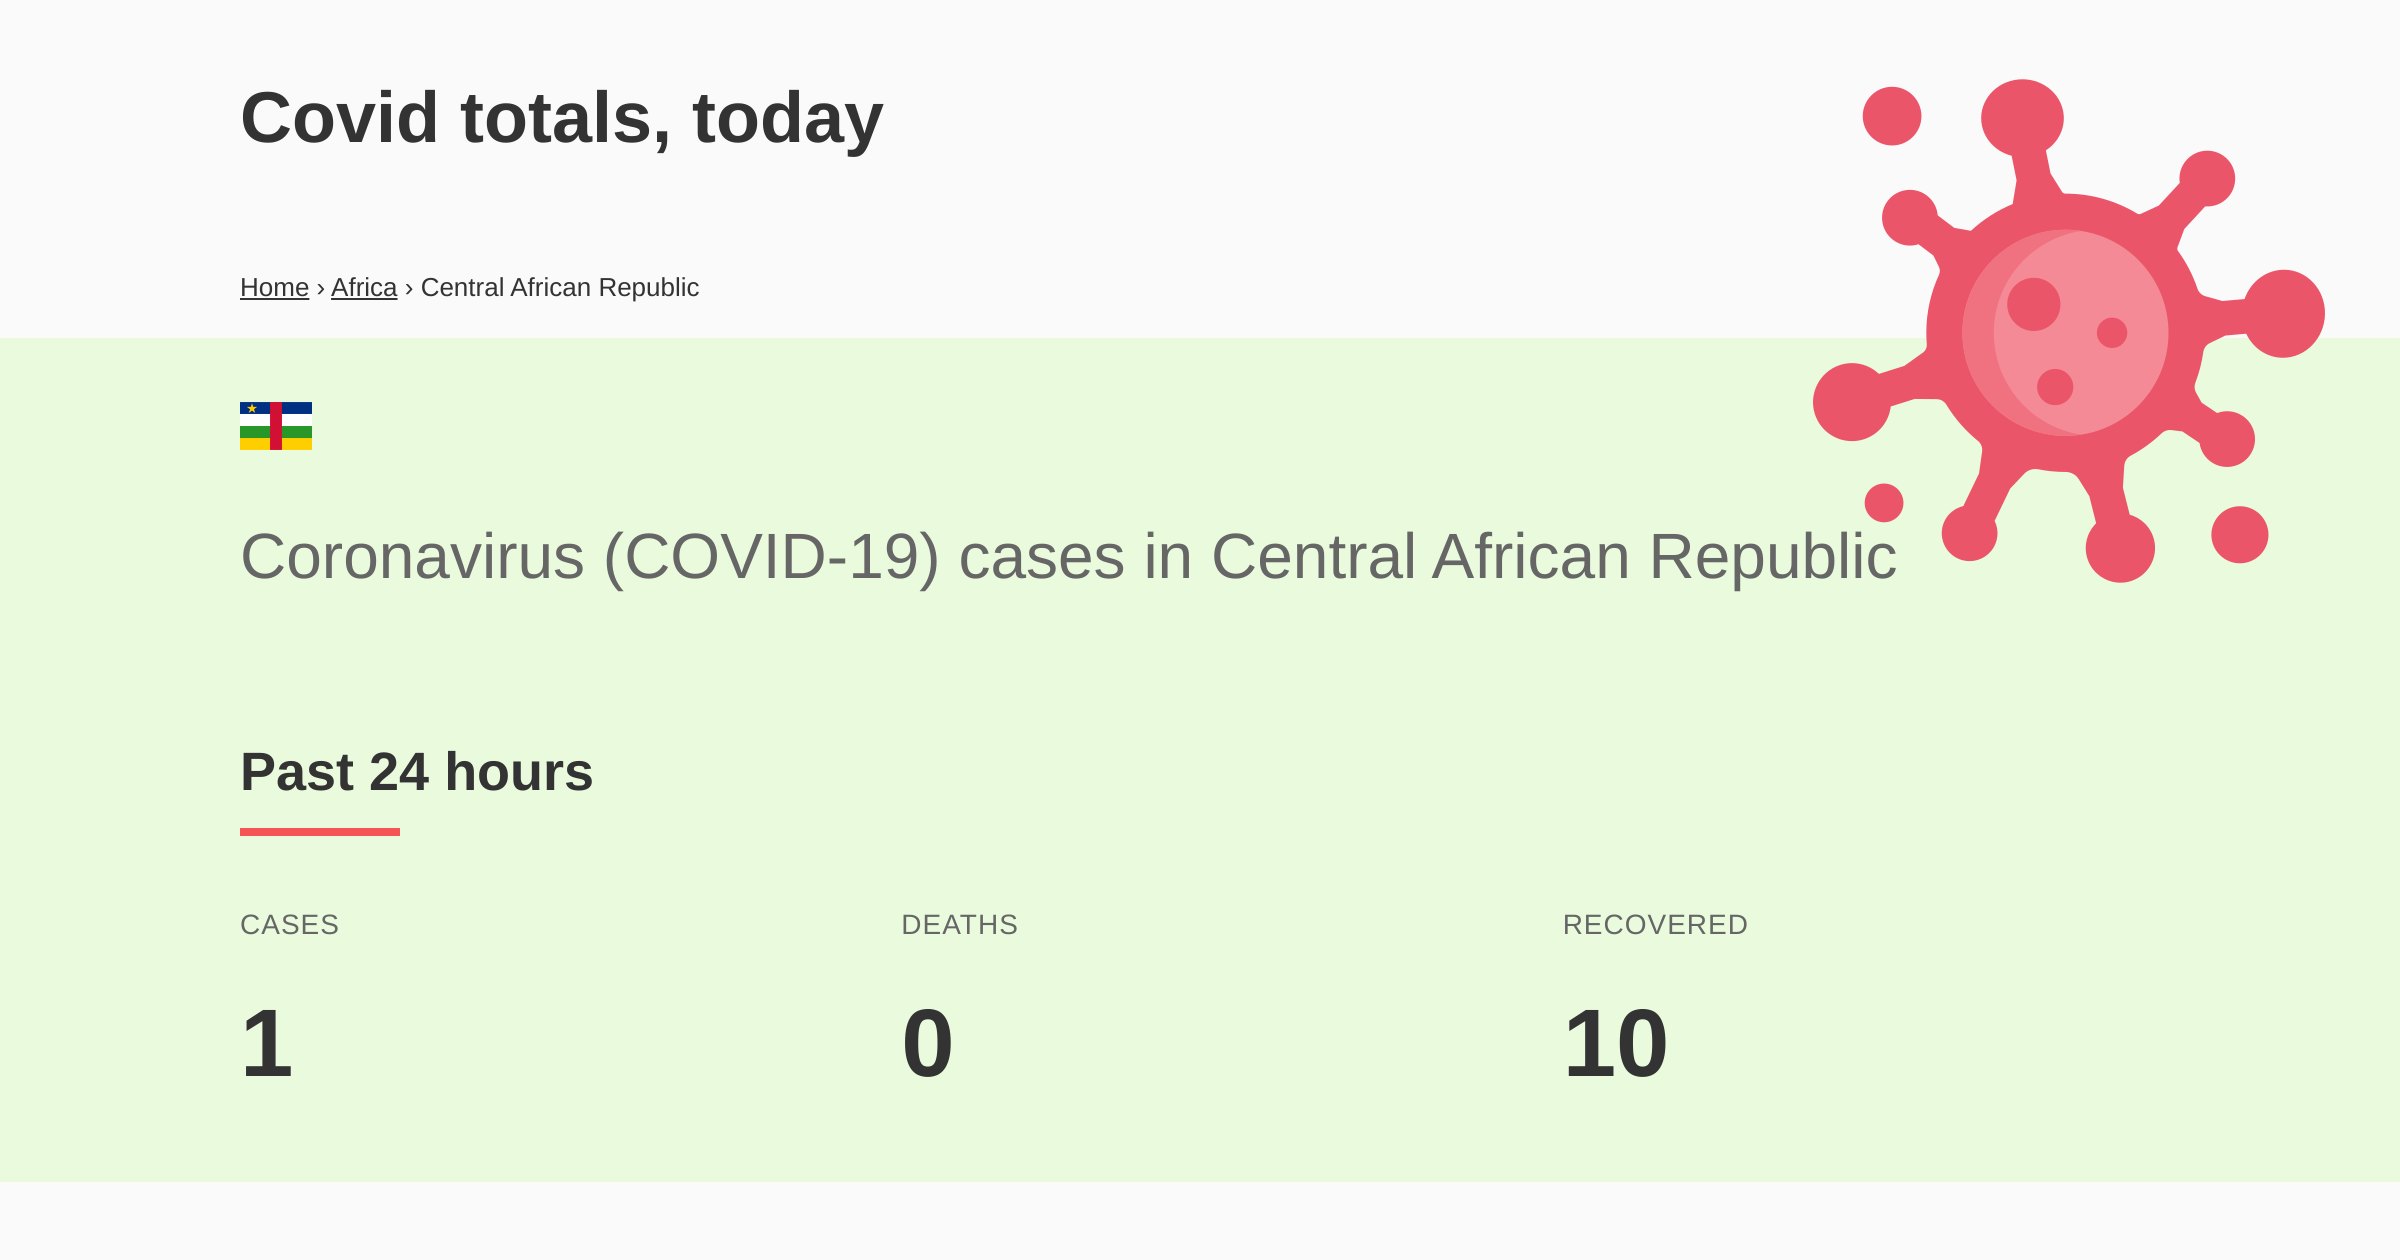 Covid totals, today
Home › Africa › Central African Republic
Coronavirus (COVID-19) cases in Central African Republic
Past 24 hours
CASES
DEATHS
RECOVERED
1
0
10